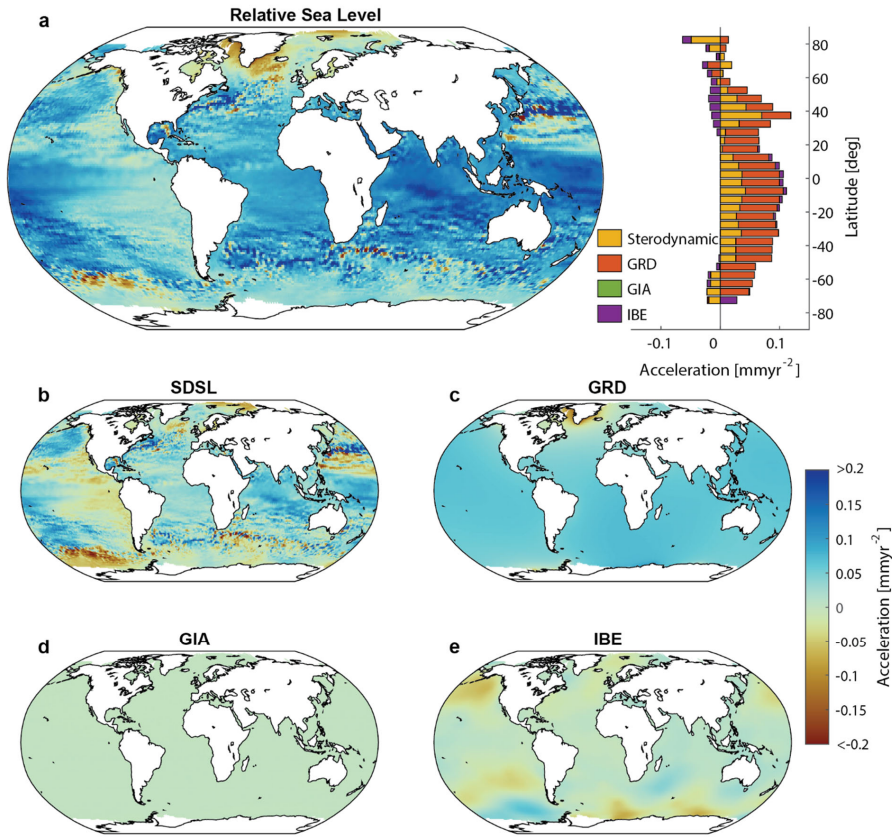 a
Relative Sea Level
80
60
40
20
0
-20
-40
-60
-80
Latitude [deg]
Sterodynamic
GRD
GIA
IBE
-0.1
0
0.1
Acceleration [mmyr-2]
b
SDSL
c
GRD
>0.2
0.15
0.1
0.05
0
-0.05
-0.1
-0.15
<-0.2
Acceleration [mmyr-2]
d
GIA
e
IBE